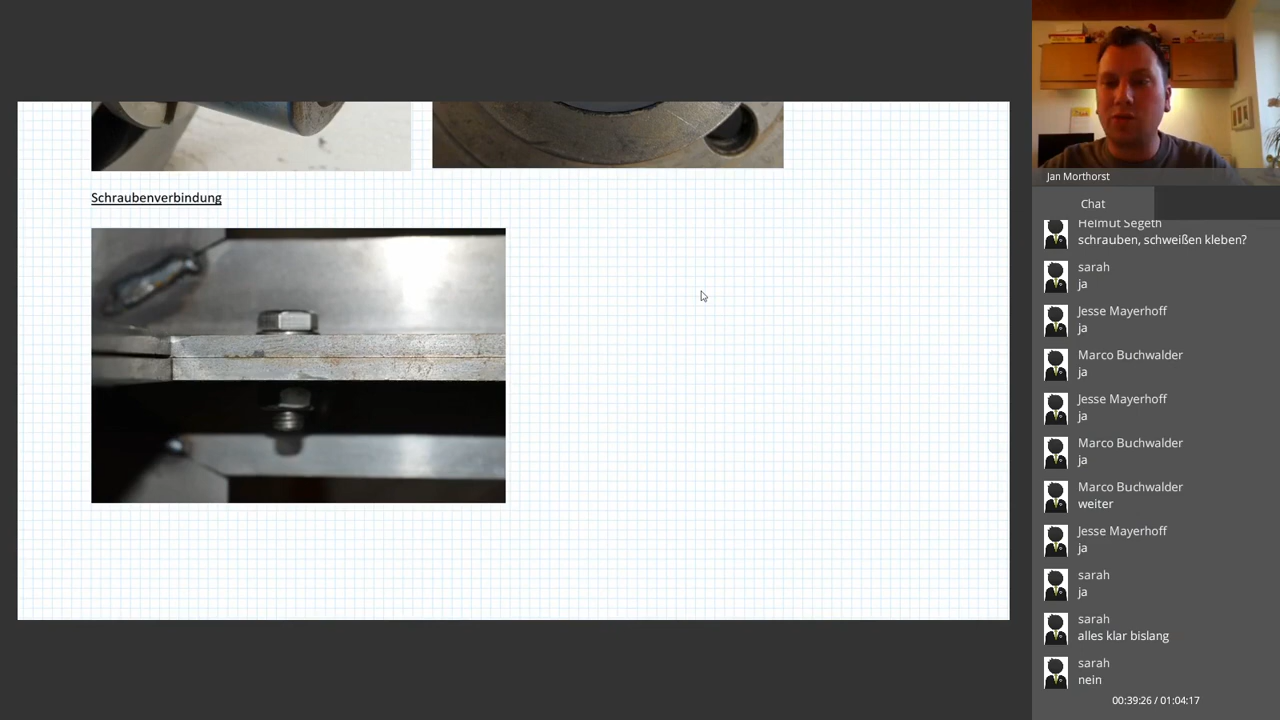 Schraubenverbindung
Jan Morthorst
Chat
Helmut Segeth
schrauben, schweißen kleben?
sarah
ja
Jesse Mayerhoff
ja
Marco Buchwalder
ja
Jesse Mayerhoff
ja
Marco Buchwalder
ja
Marco Buchwalder
weiter
Jesse Mayerhoff
ja
sarah
ja
sarah
alles klar bislang
sarah
nein
00:39:26 / 01:04:17